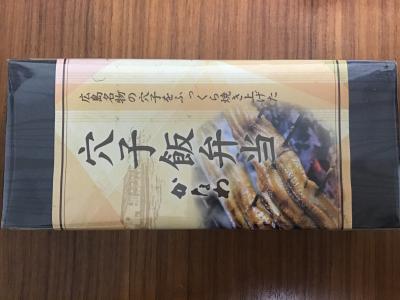 広島名物の穴子をふっくら焼き上げた
穴子飯弁当
かなわ